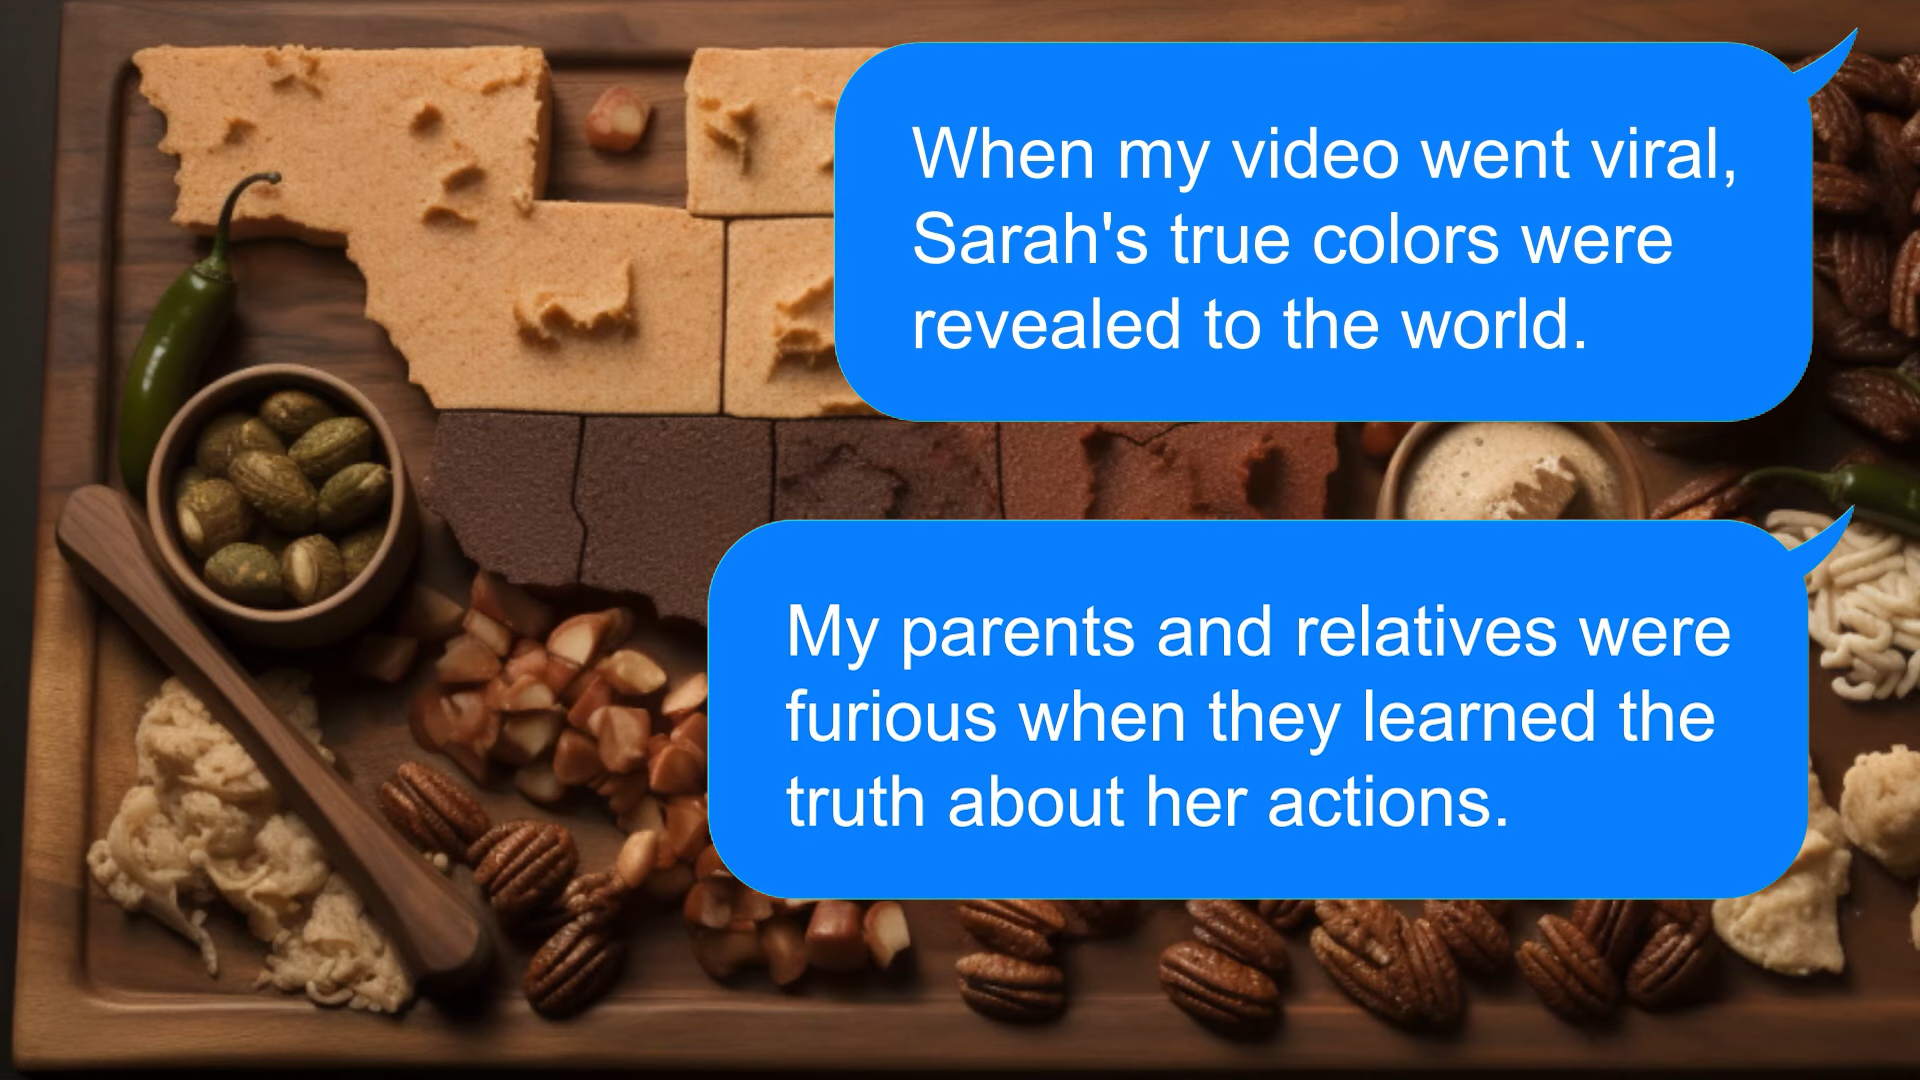 When my video went viral,
Sarah's true colors were
revealed to the world.
My parents and relatives were
furious when they learned the
truth about her actions.